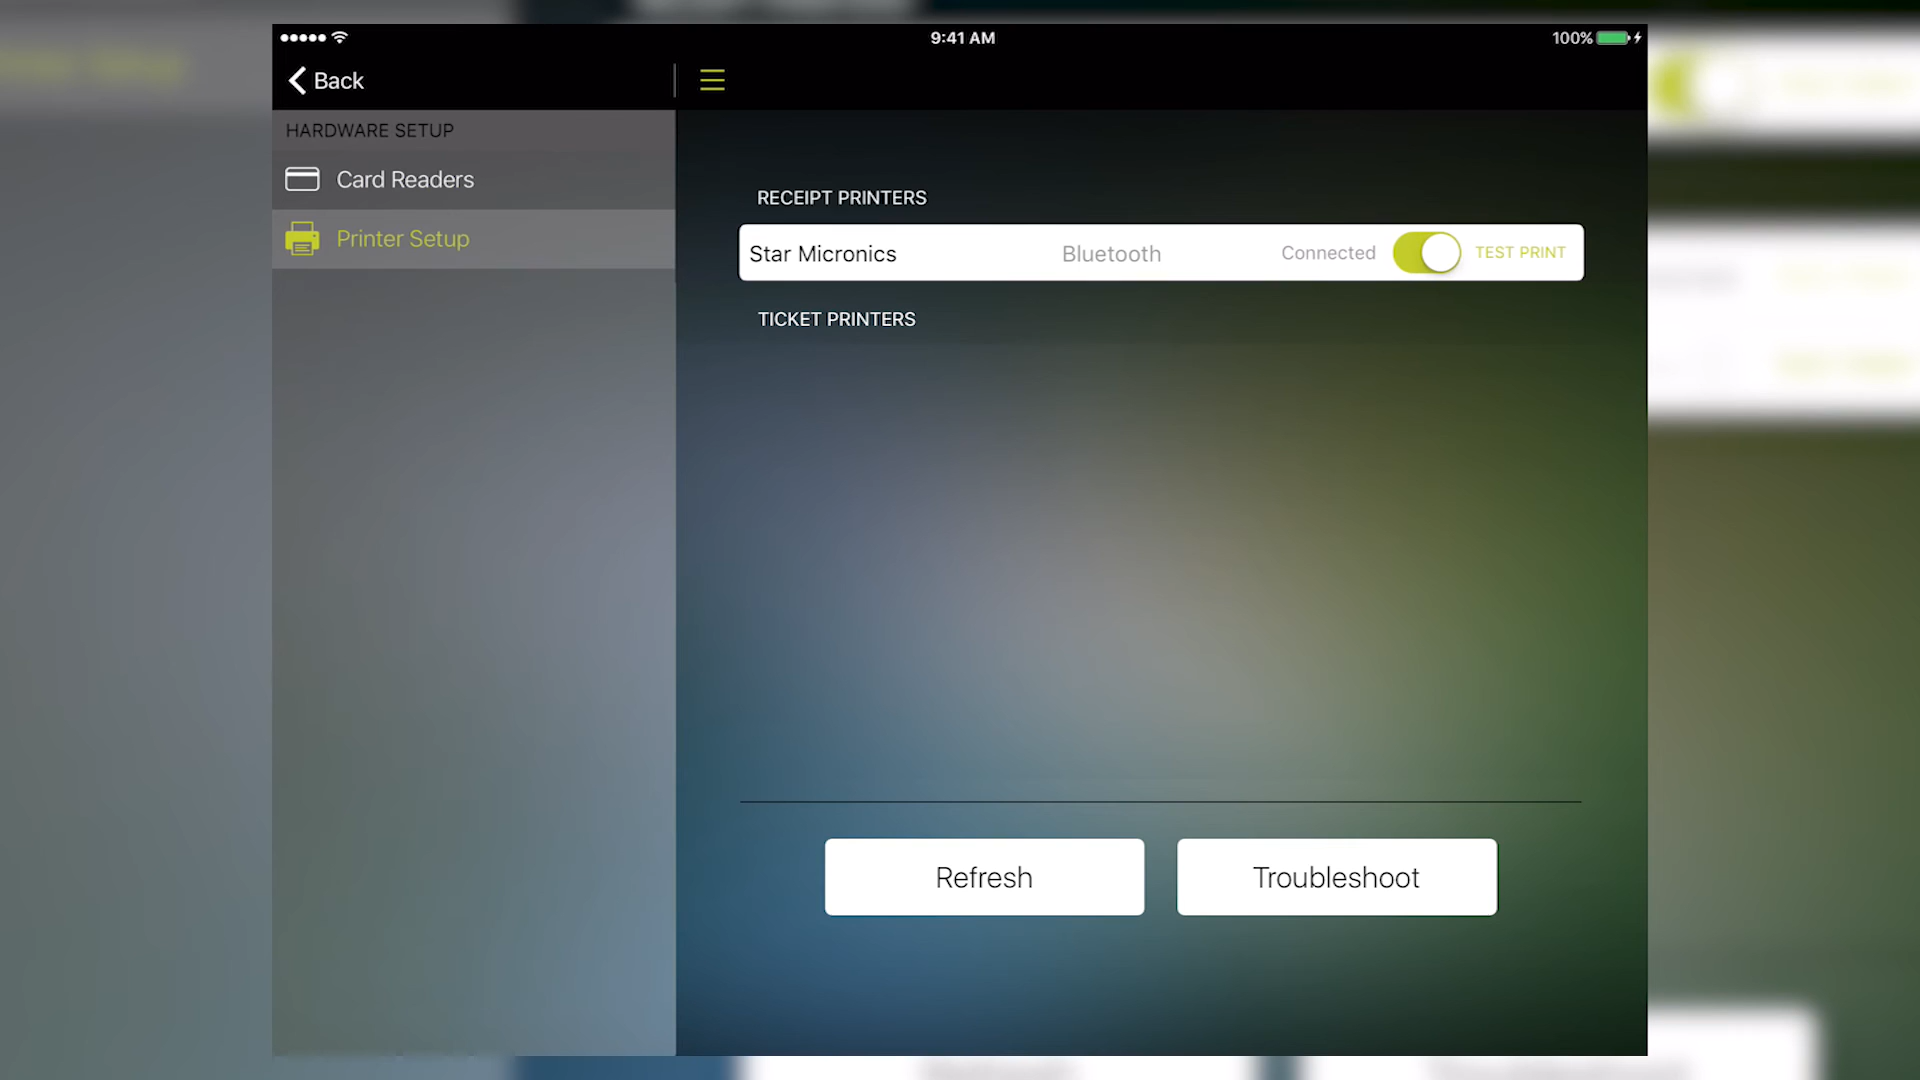 9:41 AM
100%
Back
HARDWARE SETUP
Card Readers
Printer Setup
RECEIPT PRINTERS
Star Micronics Bluetooth Connected TEST PRINT
TICKET PRINTERS
Refresh Troubleshoot